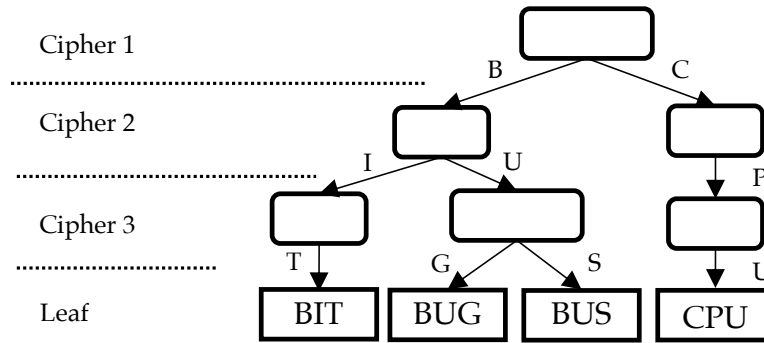 Cipher 1
B C
Cipher 2
I U P
Cipher 3
T G S U
Leaf BIT BUG BUS CPU